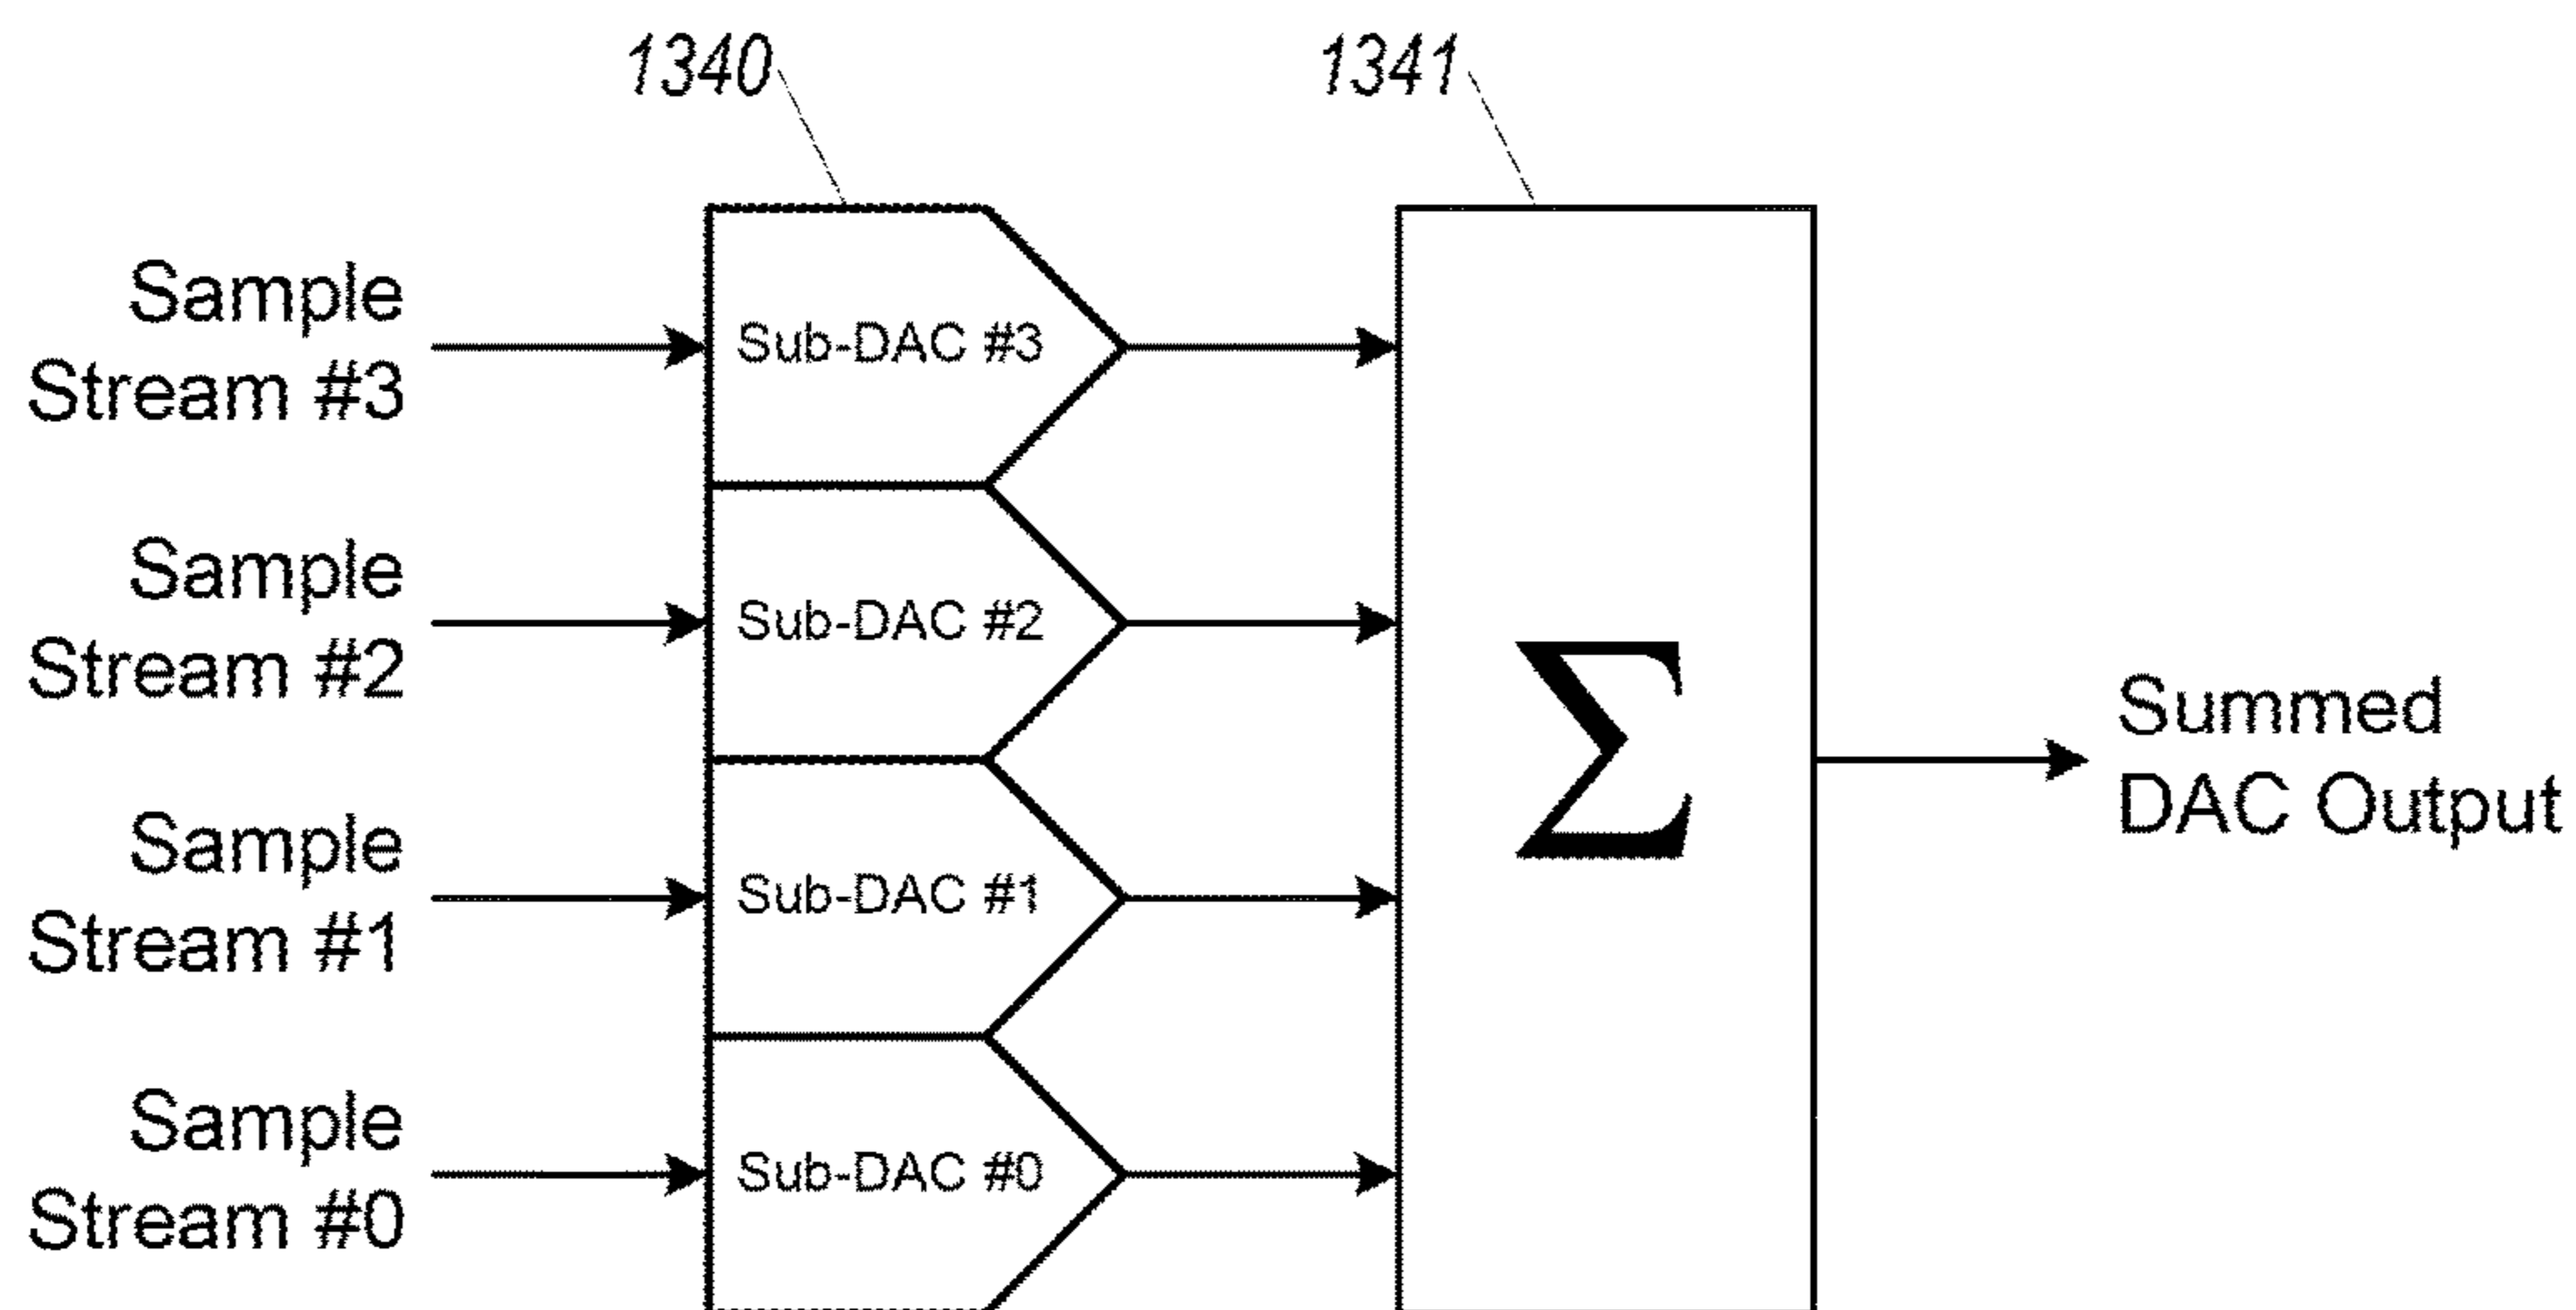 1340
1341
Sample
Stream #3
Sub-DAC #3
Sample
Stream #2
Sub-DAC #2
Σ
Summed
DAC Output
Sample
Stream #1
Sub-DAC #1
Sample
Stream #0
Sub-DAC #0